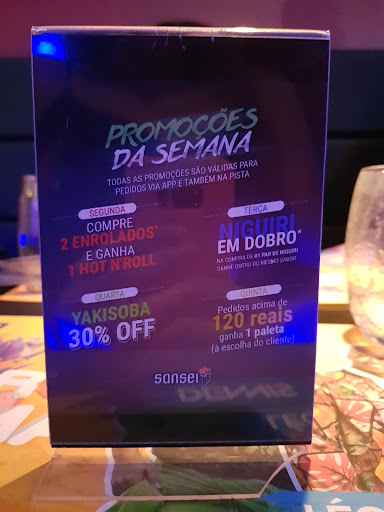 PROMOÇÕES
DA SEMANA
TODAS AS PROMOÇÕES SÃO VÁLIDAS PARA
PEDIDOS VIA APP E TAMBÉM NA PISTA
SEGUNDA
COMPRE
2 ENROLADOS*
E GANHA
1 HOT N'ROLL
TERÇA
NIGUIRI
EM DOBRO*
NA COMPRA DE 01 PAR DE NIGUIRI
GANHE OUTRO DO MESMO SABOR
QUARTA
YAKISOBA
30% OFF
QUINTA
Pedidos acima de
120 reais
ganha 1 paleta
(à escolha do cliente)
sansei